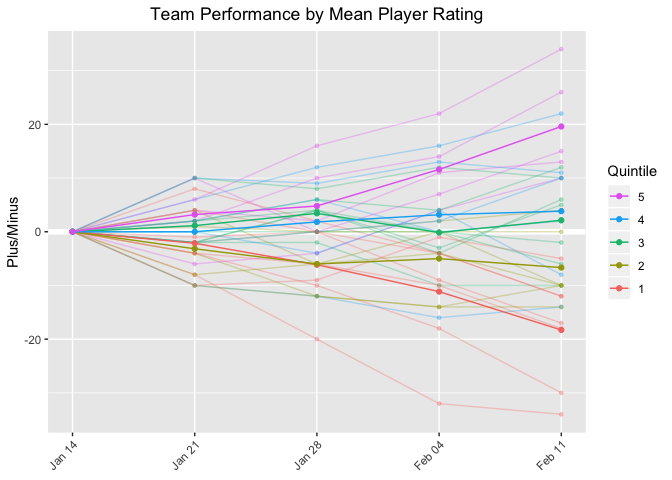 Team Performance by Mean Player Rating
Plus/Minus
20
0
-20
Jan 14
Jan 21
Jan 28
Feb 04
Feb 11
Quintile
5
4
3
2
1